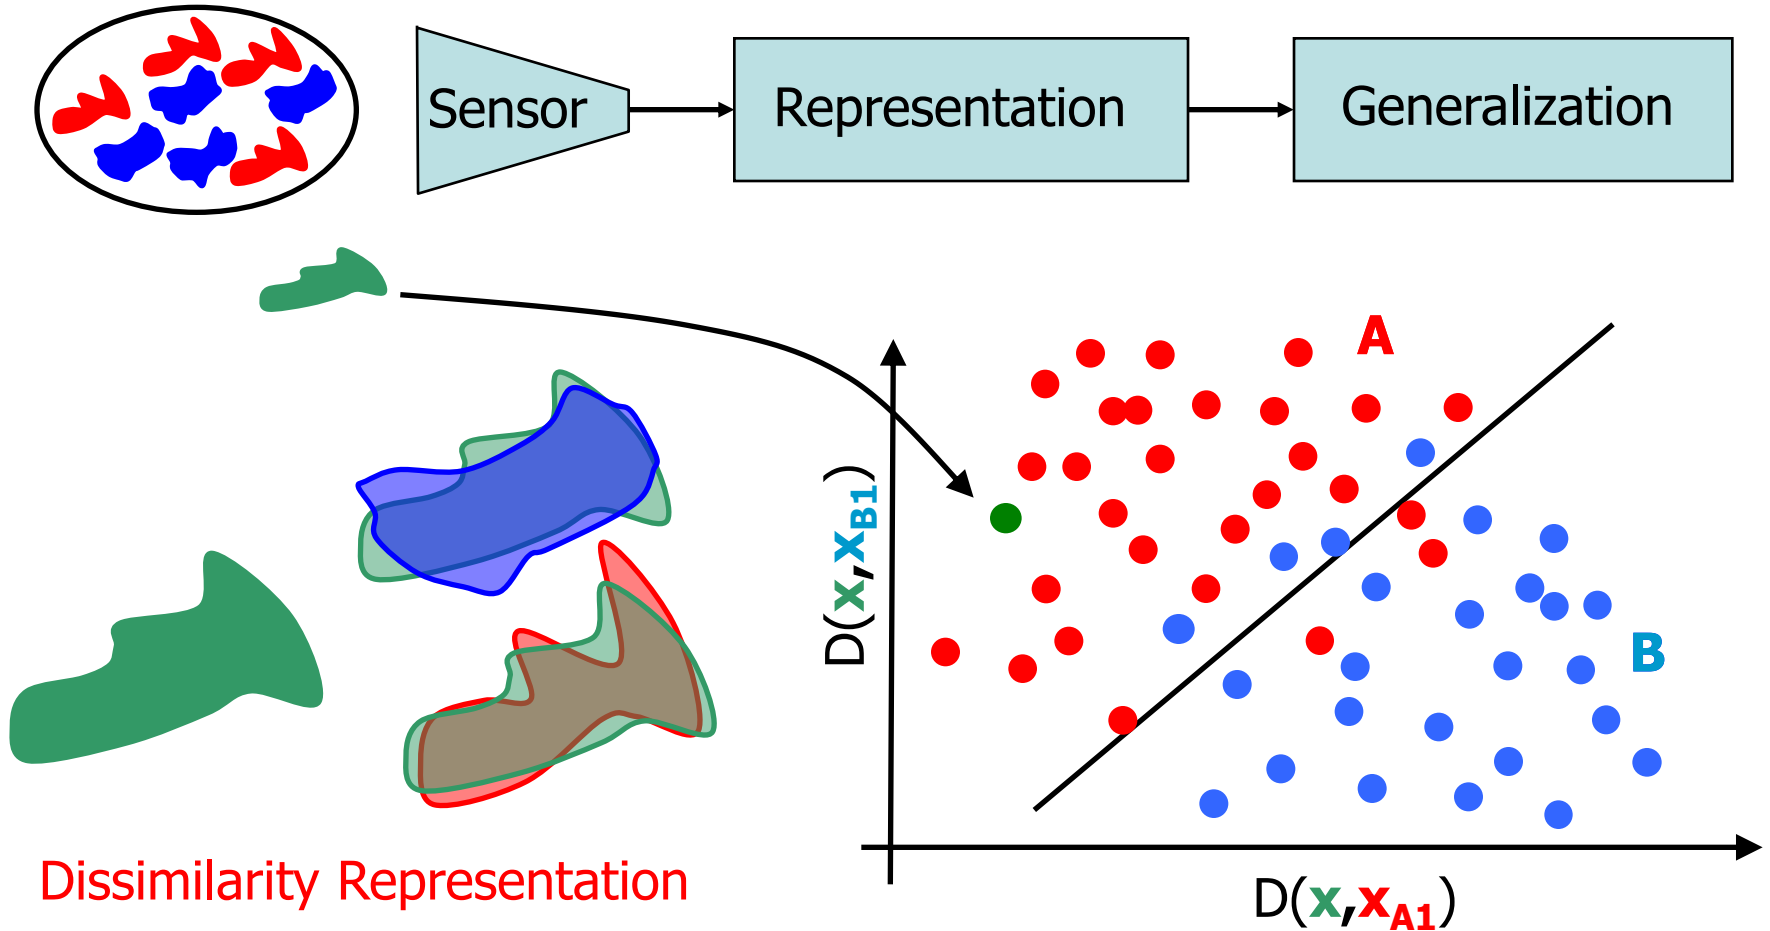 Sensor
Representation
Generalization
A
D(x,xB1)
B
Dissimilarity Representation
D(x,xA1)